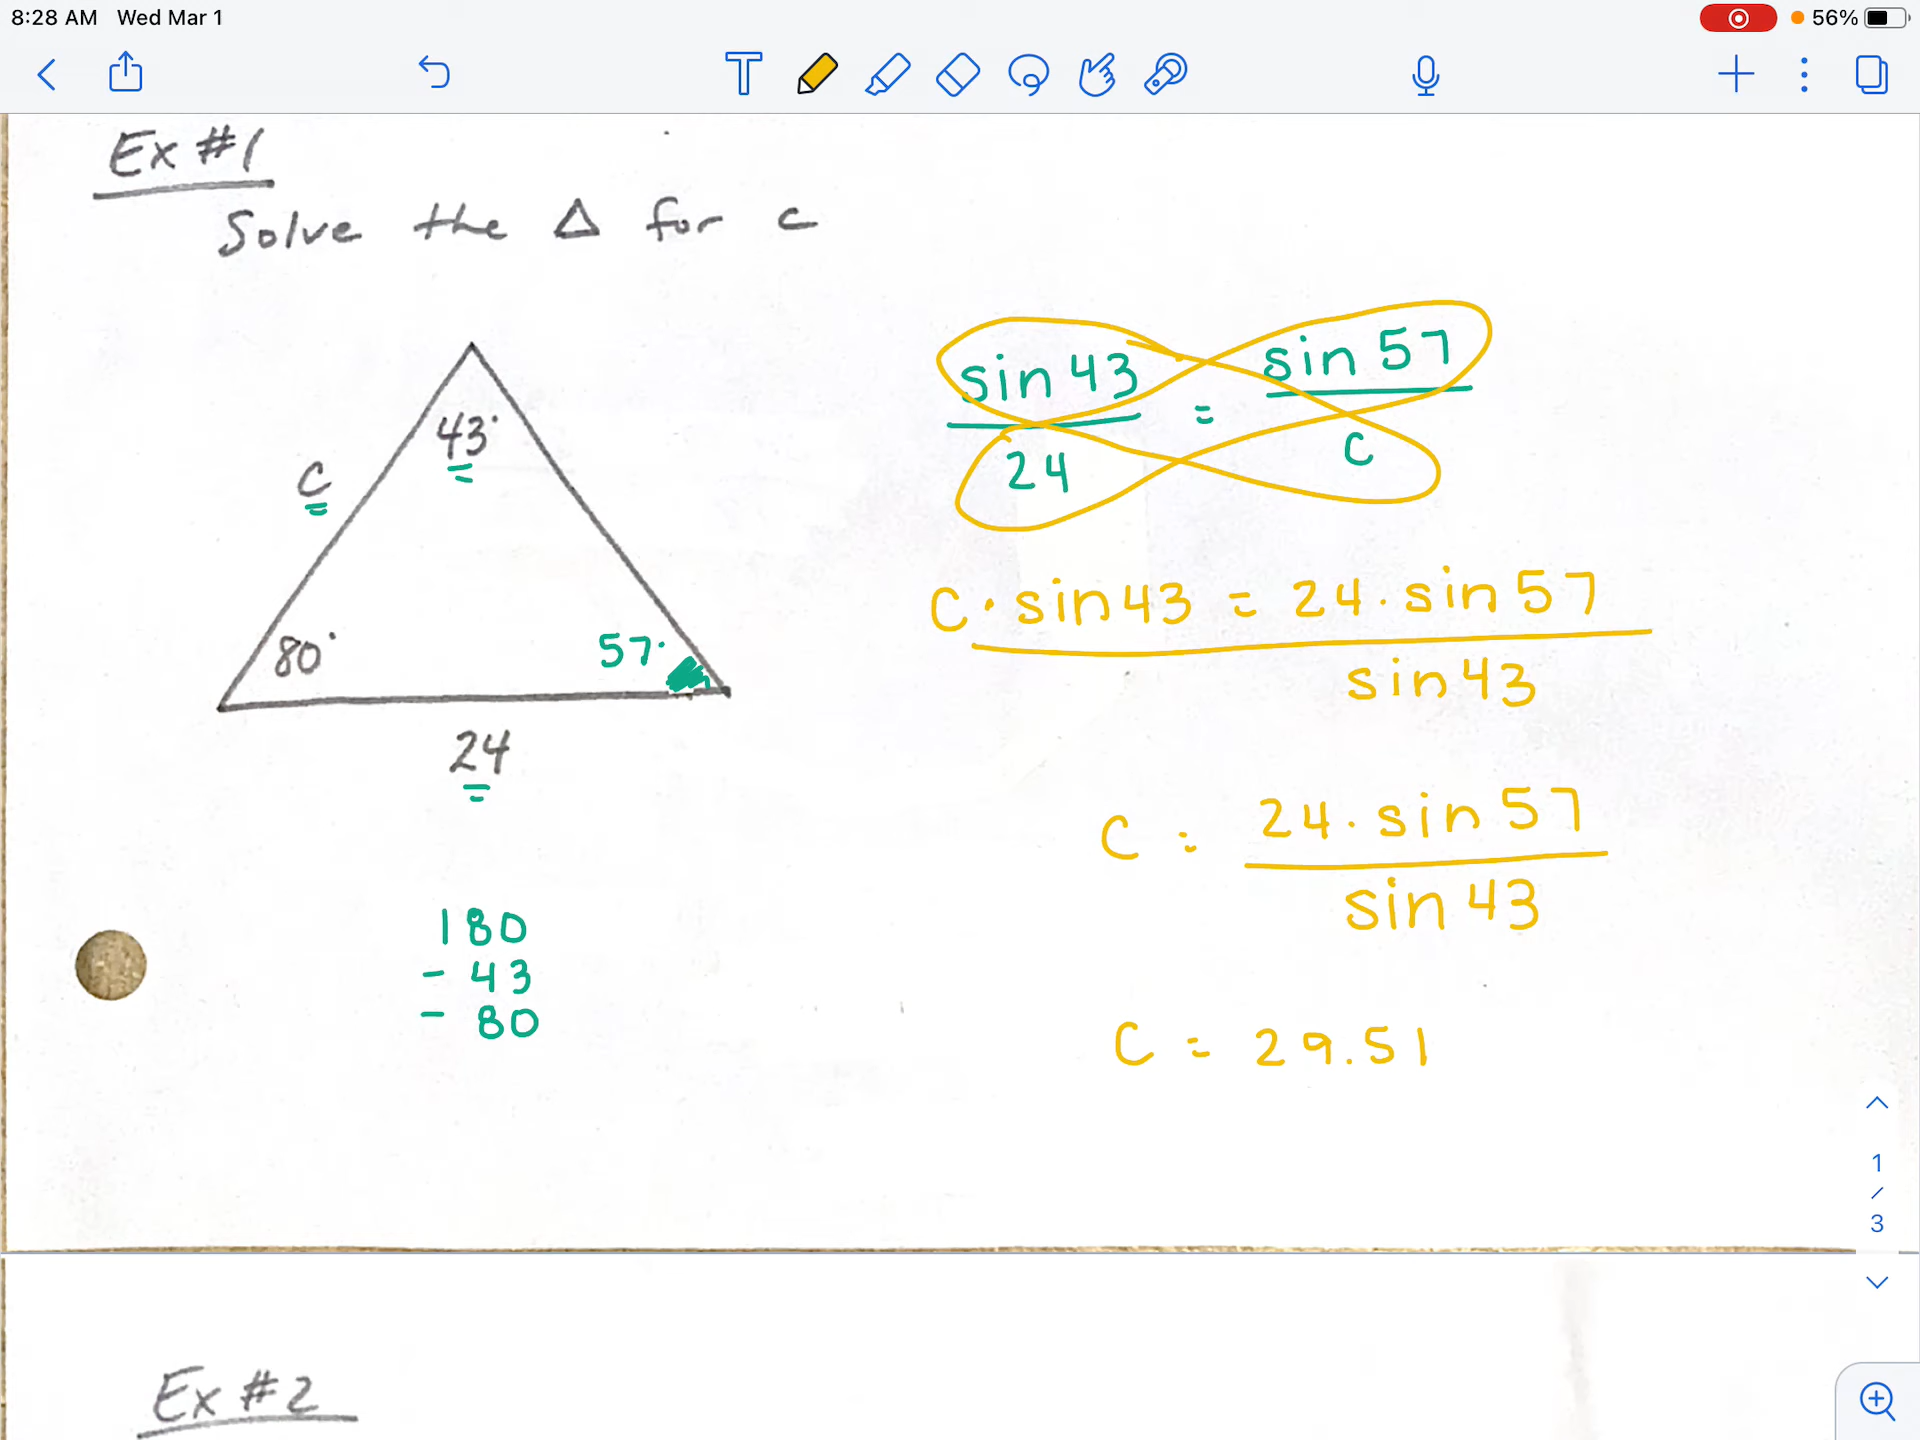 8:28 AM Wed Mar 1
56%
T
Ex #1
Solve the Δ for c
43°
c
80°
57°
24
180
- 43
- 80
sin 43 = sin 57
24 c
C · sin 43 = 24 · sin 57
sin 43
C = 24 · sin 57
sin 43
C = 29.51
1
/
3
Ex #2